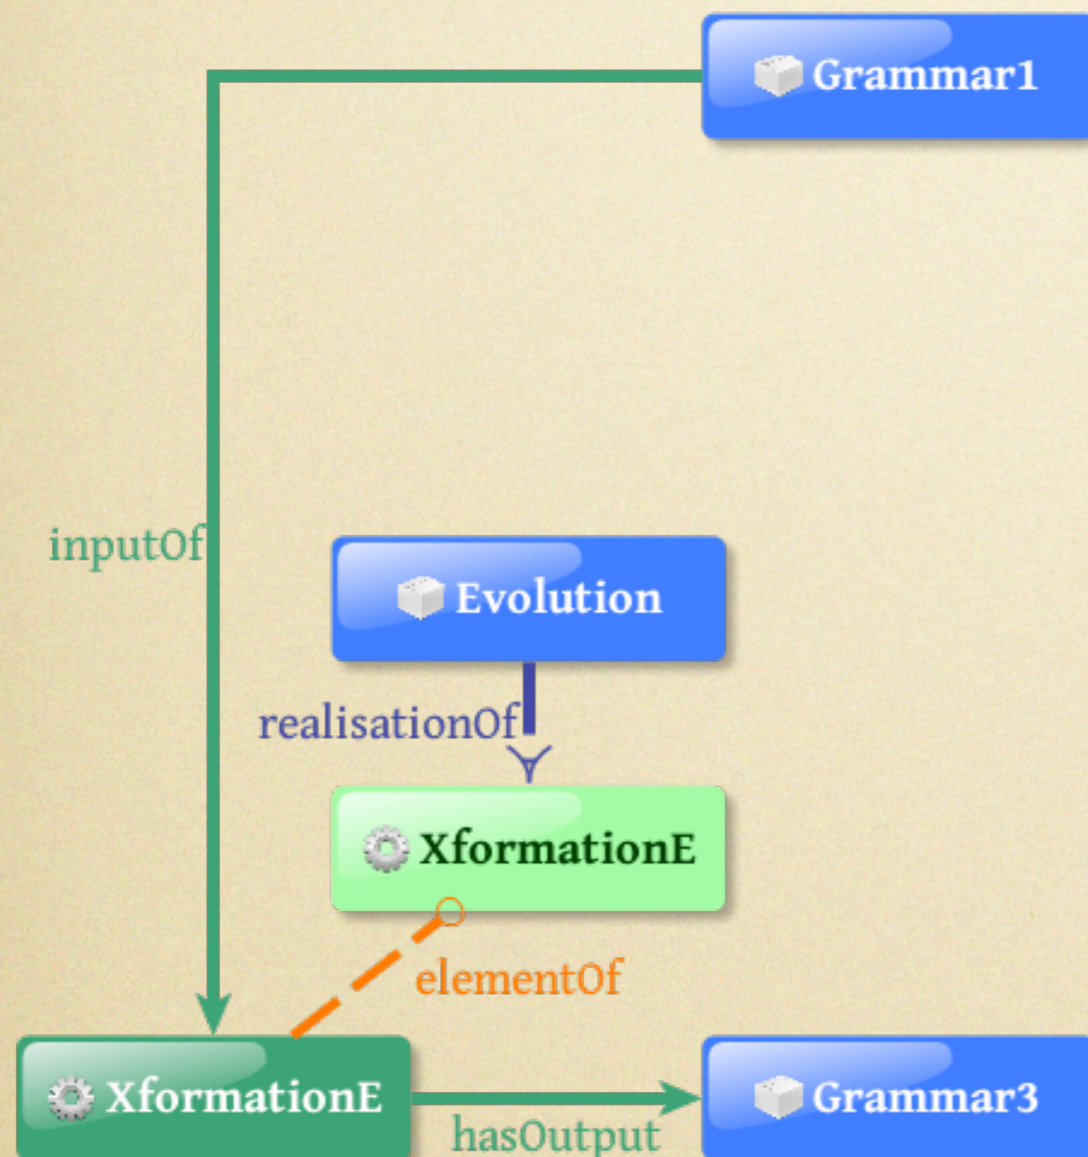 Grammar1
inputOf
Evolution
realisationOf
XformationE
elementOf
XformationE
Grammar3
hasOutput